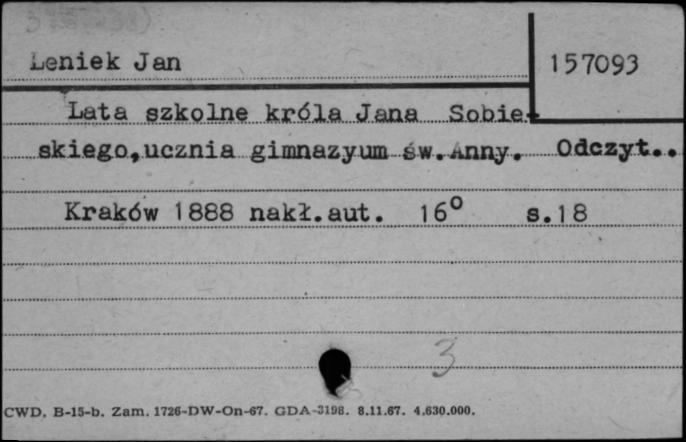 Leniek Jan
157093
Lata szkolne króla Jana Sobie-
skiego,ucznia gimnazyum św.Anny. Odczyt..
Kraków 1888 nakł.aut. 16° s.18
3
CWD. B-15-b. Zam. 1726-DW-On-67. GDA-3198. 8.11.67. 4.630.000.